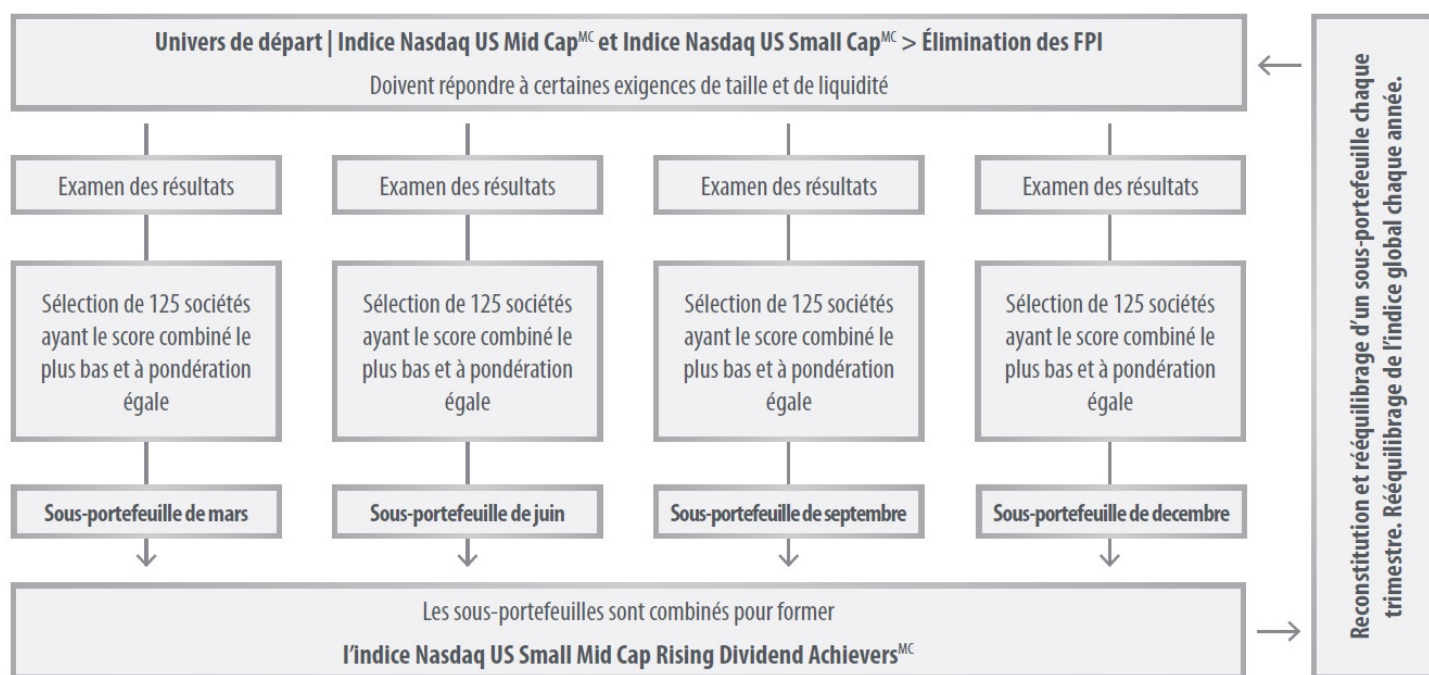 Univers de départ | Indice Nasdaq US Mid Cap^MC et Indice Nasdaq US Small Cap^MC > Élimination des FPI
Doivent répondre à certaines exigences de taille et de liquidité
Examen des résultats
Examen des résultats
Examen des résultats
Examen des résultats
Sélection de 125 sociétés
ayant le score combiné le
plus bas et à pondération
égale
Sélection de 125 sociétés
ayant le score combiné le
plus bas et à pondération
égale
Sélection de 125 sociétés
ayant le score combiné le
plus bas et à pondération
égale
Sélection de 125 sociétés
ayant le score combiné le
plus bas et à pondération
égale
Sous-portefeuille de mars
Sous-portefeuille de juin
Sous-portefeuille de septembre
Sous-portefeuille de decembre
Les sous-portefeuilles sont combinés pour former
l'indice Nasdaq US Small Mid Cap Rising Dividend Achievers^MC
Reconstitution et rééquilibrage d'un sous-portefeuille chaque
trimestre. Rééquilibrage de l'indice global chaque année.